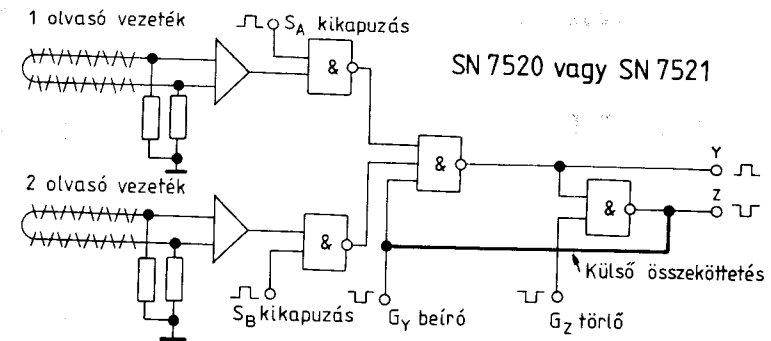 1 olvasó vezeték
S_A kikapuzás
SN 7520 vagy SN 7521
&
&
Y
&
Z
2 olvasó vezeték
&
Külső összeköttetés
S_B kikapuzás
G_Y beíró
G_Z törlő